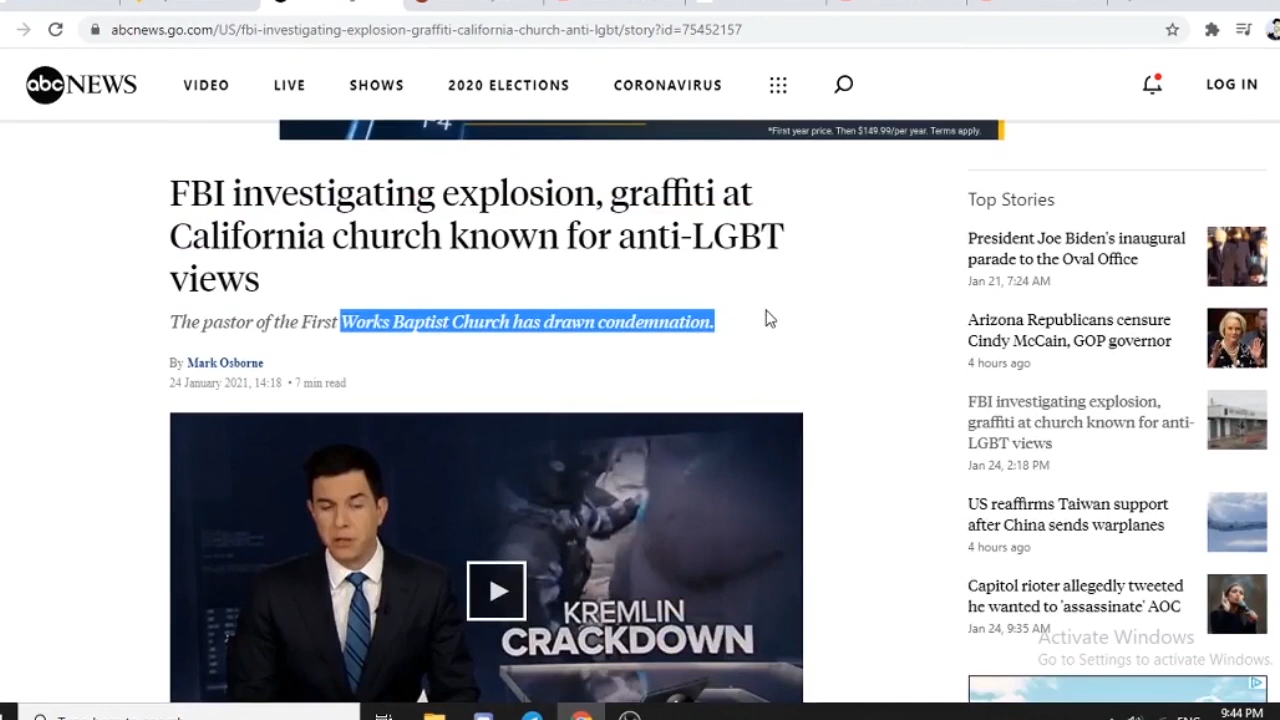 abcnews.go.com/US/fbi-investigating-explosion-graffiti-california-church-anti-lgbt/story?id=75452157
abc NEWS VIDEO LIVE SHOWS 2020 ELECTIONS CORONAVIRUS LOG IN
*First year price. Then $149.99/per year. Terms apply.
FBI investigating explosion, graffiti at
California church known for anti-LGBT
views
The pastor of the First Works Baptist Church has drawn condemnation.
By Mark Osborne
24 January 2021, 14:18 • 7 min read
KREMLIN
CRACKDOWN
Top Stories
President Joe Biden's inaugural
parade to the Oval Office
Jan 21, 7:24 AM
Arizona Republicans censure
Cindy McCain, GOP governor
4 hours ago
FBI investigating explosion,
graffiti at church known for anti-
LGBT views
Jan 24, 2:18 PM
US reaffirms Taiwan support
after China sends warplanes
4 hours ago
Capitol rioter allegedly tweeted
he wanted to 'assassinate' AOC
Jan 24, 9:35 AM
Activate Windows
Go to Settings to activate Windows.
9:44 PM